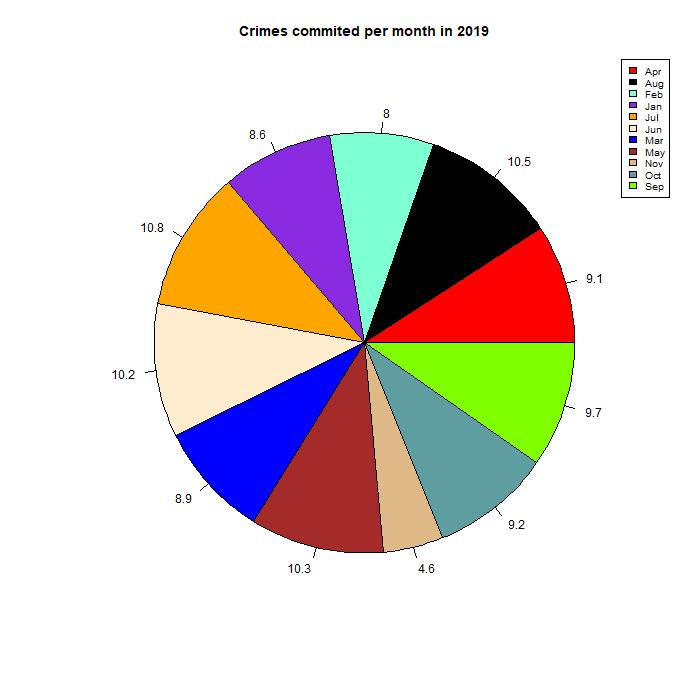 Crimes commited per month in 2019
Apr
Aug
Feb
Jan
Jul
Jun
Mar
May
Nov
Oct
Sep
8
8.6
10.5
10.8
9.1
10.2
9.7
8.9
9.2
10.3
4.6